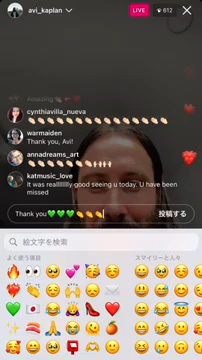 avi_kaplan
LIVE
612
Amazing
cynthiavilla_nueva
👏🏻👏🏻👏🏻👏🏻👏🏻👏🏻👏🏻👏🏻👏🏻👏🏻👏🏻👏🏻👏🏻👏🏻👏🏻
warmaiden
Thank you, Avi!
annadreams_art
katmusic_love
It was reallllllly good seeing u today. U have been
missed
Thank you💚💚💚👏👏👏
投稿する
絵文字を検索
よく使う項目
スマイリーと人々